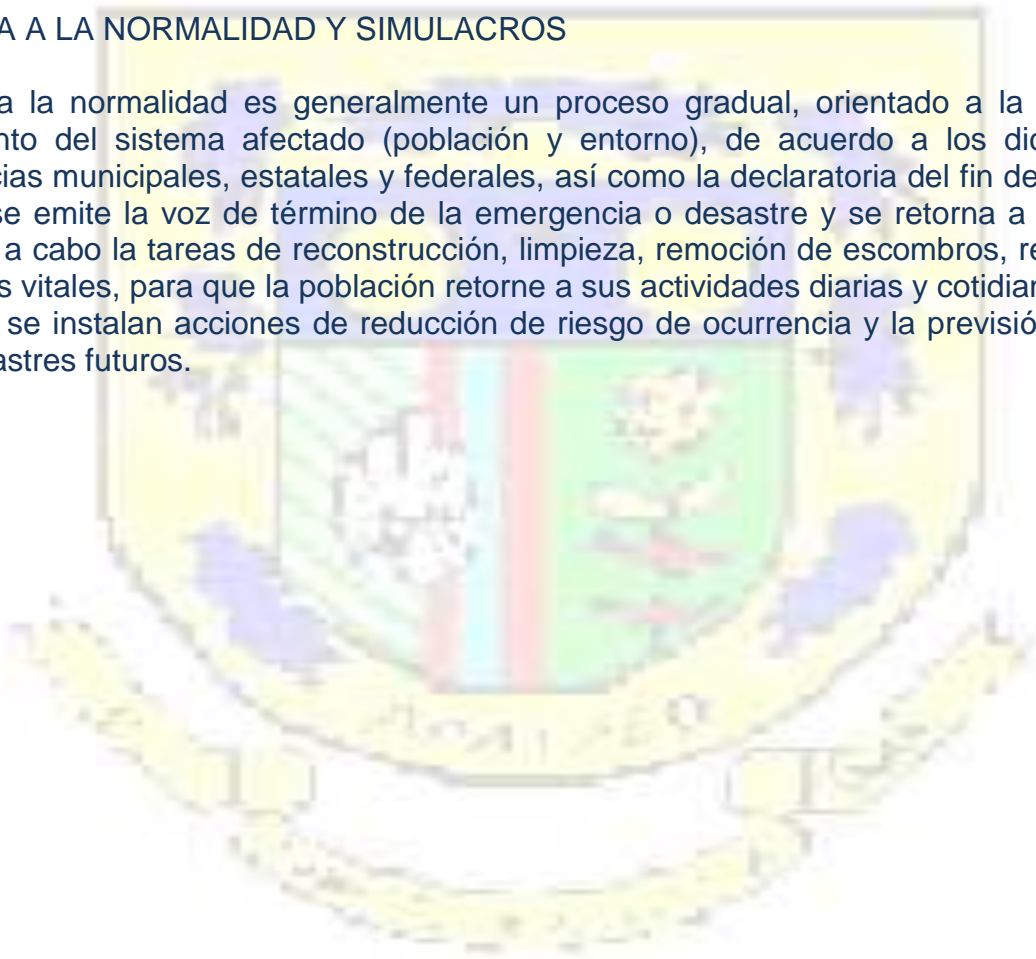 A A LA NORMALIDAD Y SIMULACROS
a la normalidad es generalmente un proceso gradual, orientado a la
nto del sistema afectado (población y entorno), de acuerdo a los dic
cias municipales, estatales y federales, así como la declaratoria del fin de
se emite la voz de término de la emergencia o desastre y se retorna a
a cabo la tareas de reconstrucción, limpieza, remoción de escombros, re
s vitales, para que la población retorne a sus actividades diarias y cotidian
se instalan acciones de reducción de riesgo de ocurrencia y la previsió
astres futuros.